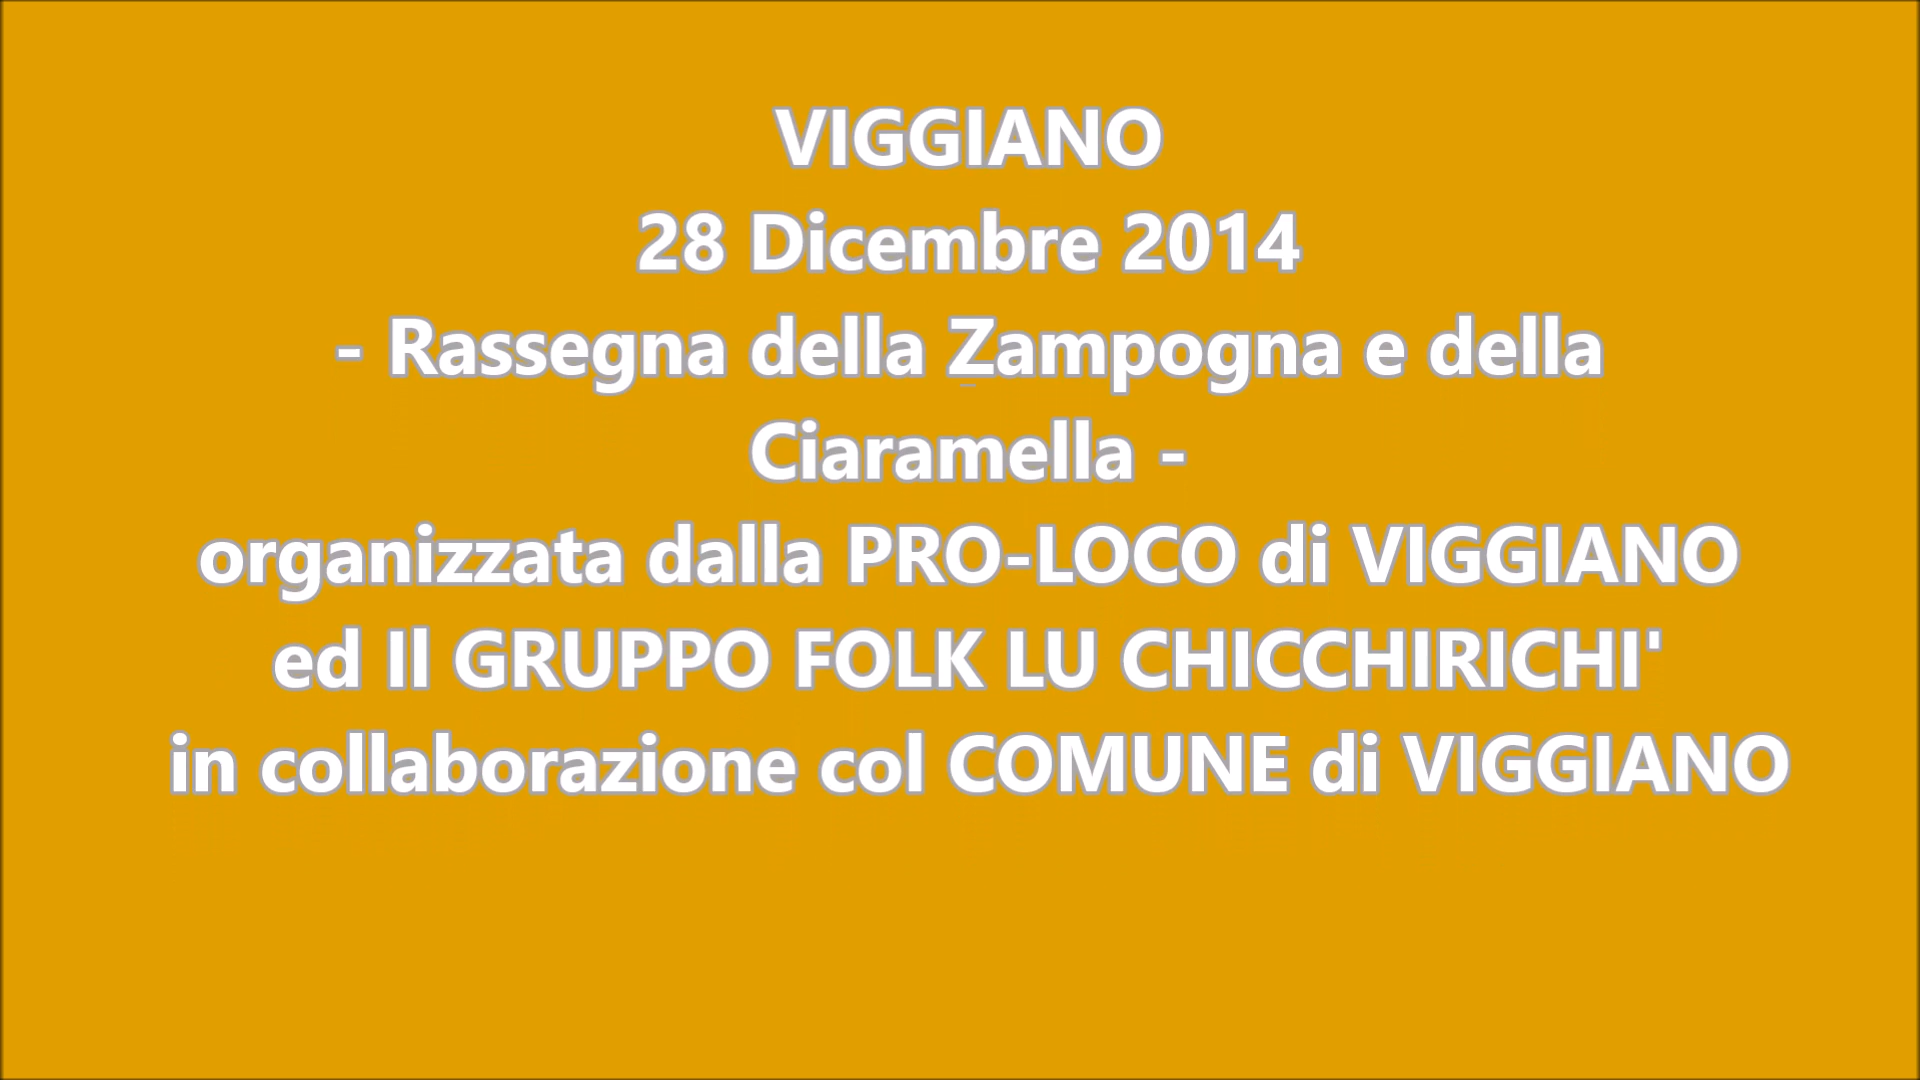 VIGGIANO
28 Dicembre 2014
- Rassegna della Zampogna e della
Ciaramella -
organizzata dalla PRO-LOCO di VIGGIANO
ed Il GRUPPO FOLK LU CHICCHIRICHI'
in collaborazione col COMUNE di VIGGIANO